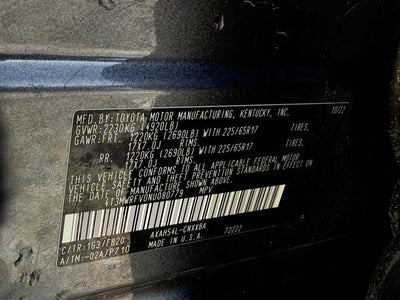 MFD. BY: TOYOTA MOTOR MANUFACTURING, KENTUCKY, INC. 10/22
GVWR: 2230KG (4920LB)
GAWR: FRT. 1220KG (2690LB) WITH 225/65R17 TIRES,
17X7.0J RIMS,
RR. 1220KG (2690LB) WITH 225/65R17 TIRES,
17X7.0J RIMS,
THIS VEHICLE CONFORMS TO ALL APPLICABLE FEDERAL MOTOR
VEHICLE SAFETY AND THEFT PREVENTION STANDARDS IN EFFECT
ON THE DATE OF MANUFACTURE SHOWN ABOVE.
4T3MWRFV0NU080779 MPV
C/TR:1G3/FB20 AXAH54L-CNXXBA 72222
A/TM:-02A/P710 MADE IN U.S.A.